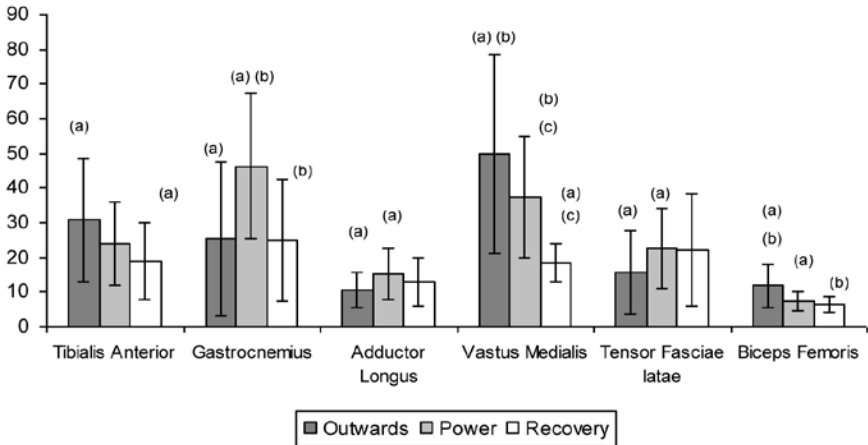 90
80
70
60
50
40
30
20
10
0
(a)
(a)
(a)
(a) (b)
(b)
(a)
(a)
(a) (b)
(b)
(c)
(a)
(c)
(a)
(a)
(a)
(b)
(a)
(b)
Tibialis Anterior
Gastrocnemius
Adductor
Longus
Vastus Medialis
Tensor Fasciae
latae
Biceps Femoris
Outwards Power Recovery